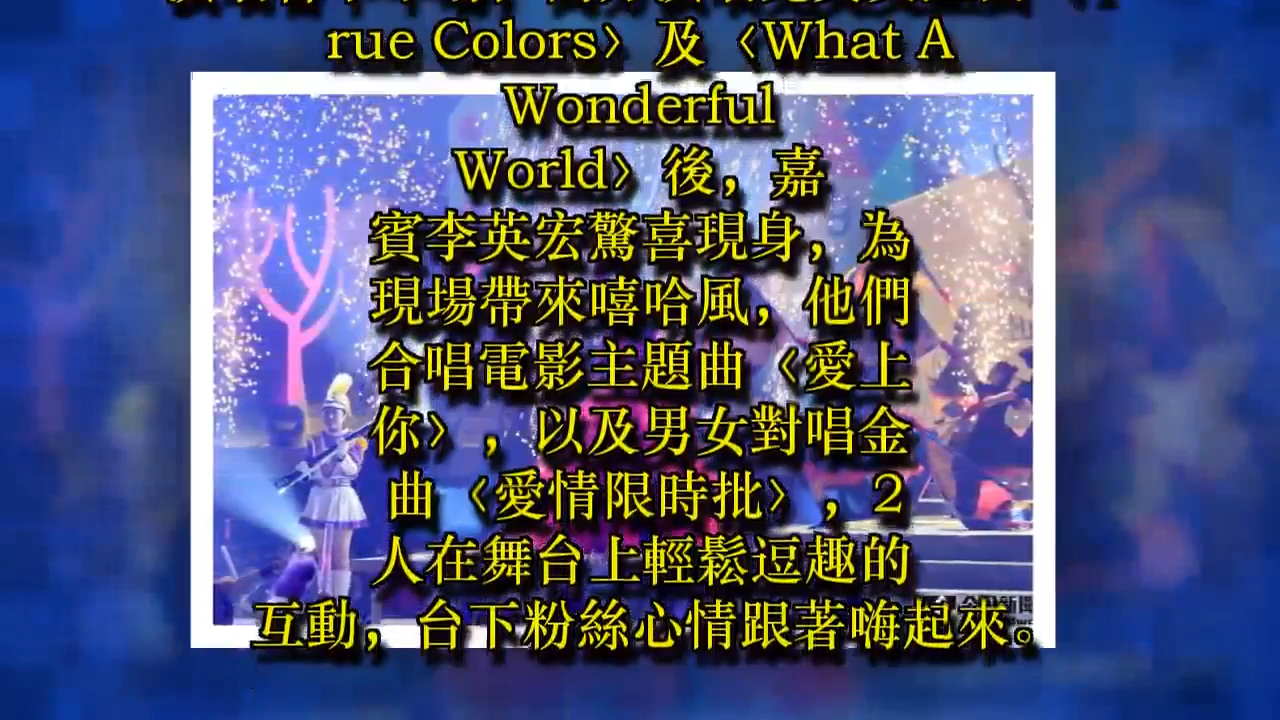 rue Colors〉及〈What A
Wonderful
World〉後，嘉
賓李英宏驚喜現身，為
現場帶來嘻哈風，他們
合唱電影主題曲〈愛上
你〉，以及男女對唱金
曲〈愛情限時批〉，2
人在舞台上輕鬆逗趣的
互動，台下粉絲心情跟著嗨起來。